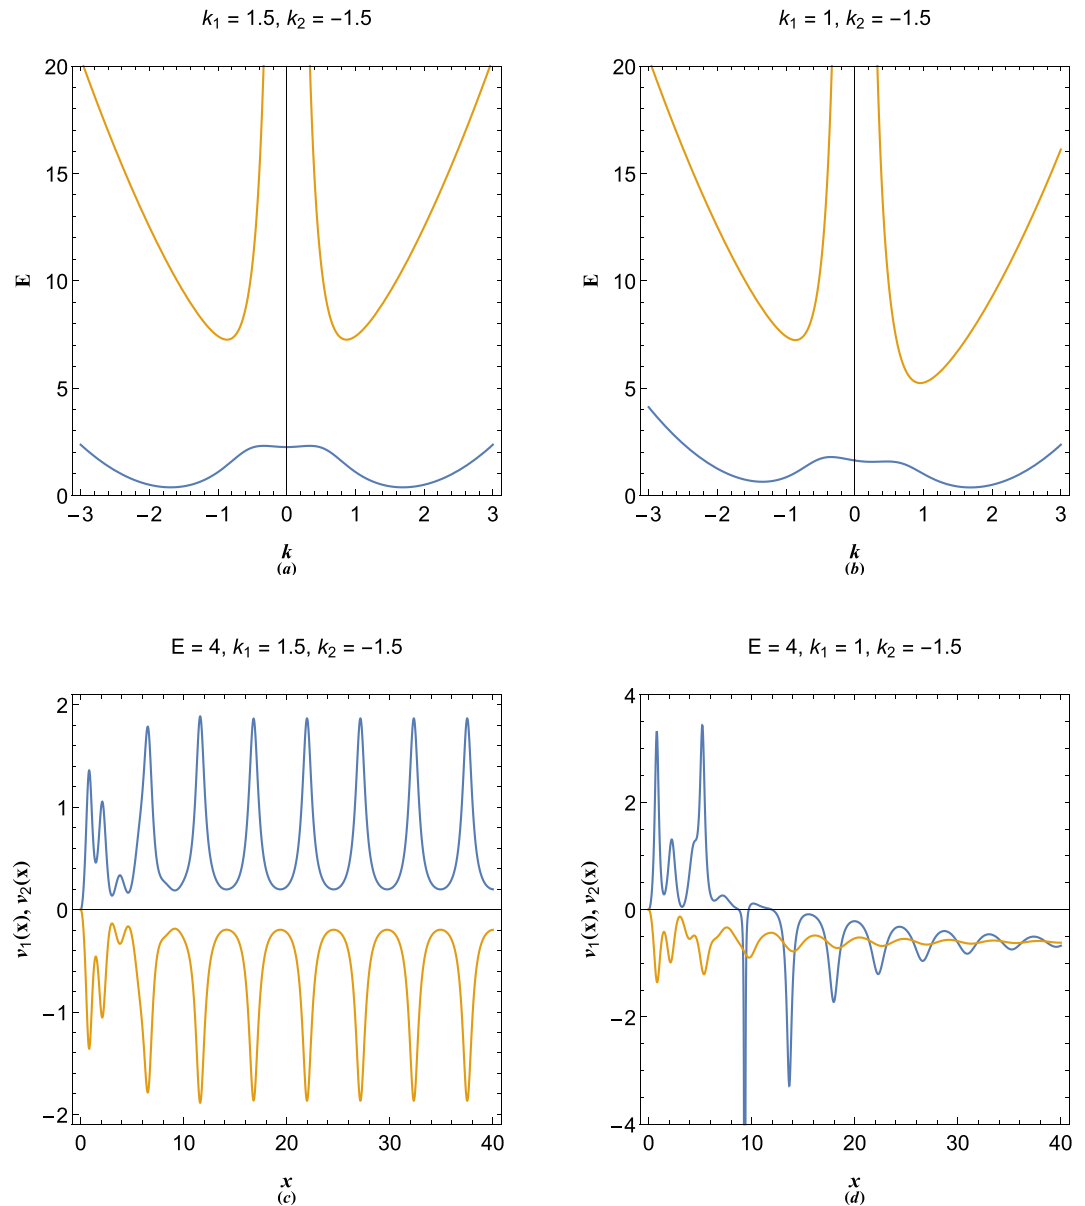 k₁ = 1.5, k₂ = −1.5
20
15
10
5
0
E
−3 −2 −1 0 1 2 3
k
(a)
k₁ = 1, k₂ = −1.5
20
15
10
5
0
E
−3 −2 −1 0 1 2 3
k
(b)
E = 4, k₁ = 1.5, k₂ = −1.5
2
1
0
−1
−2
v₁(x), v₂(x)
0 10 20 30 40
x
(c)
E = 4, k₁ = 1, k₂ = −1.5
4
2
0
−2
−4
v₁(x), v₂(x)
0 10 20 30 40
x
(d)